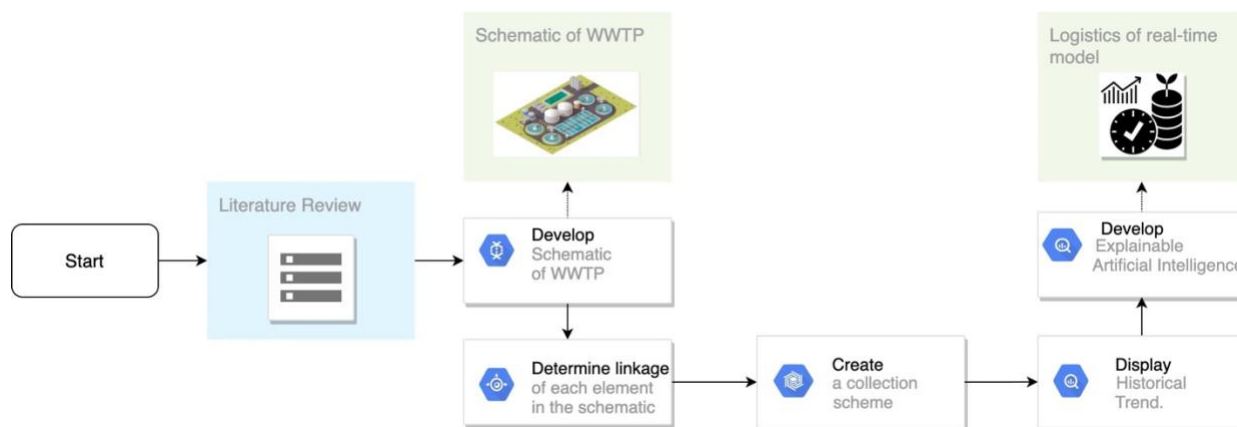 Start
Literature Review
Schematic of WWTP
Develop
Schematic
of WWTP
Determine linkage
of each element
in the schematic
Create
a collection
scheme
Display
Historical
Trend.
Develop
Explainable
Artificial Intelligence
Logistics of real-time
model